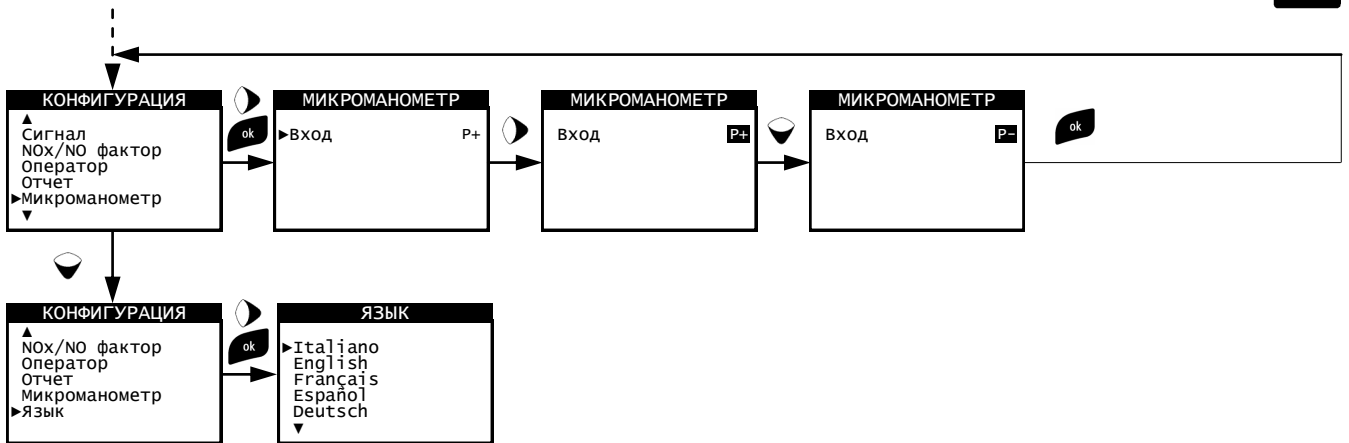 КОНФИГУРАЦИЯ
▲
Сигнал
NOx/NO фактор
Оператор
Отчет
►Микроманометр
▼
ok
МИКРОМАНОМЕТР
►Вход P+
МИКРОМАНОМЕТР
Вход P+
МИКРОМАНОМЕТР
Вход P-
ok
КОНФИГУРАЦИЯ
▲
NOx/NO фактор
Оператор
Отчет
Микроманометр
►Язык
ok
ЯЗЫК
►Italiano
English
Français
Español
Deutsch
▼